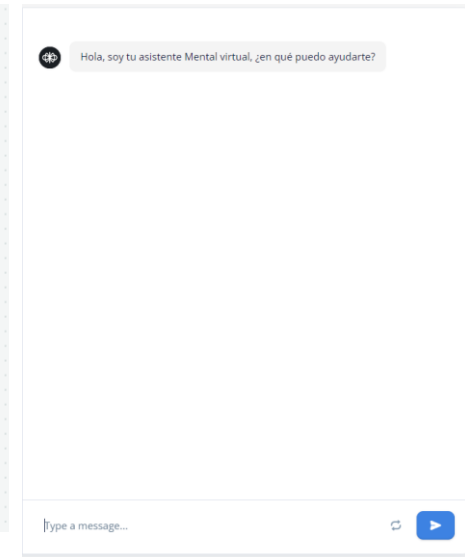 Hola, soy tu asistente Mental virtual, ¿en qué puedo ayudarte?
Type a message...